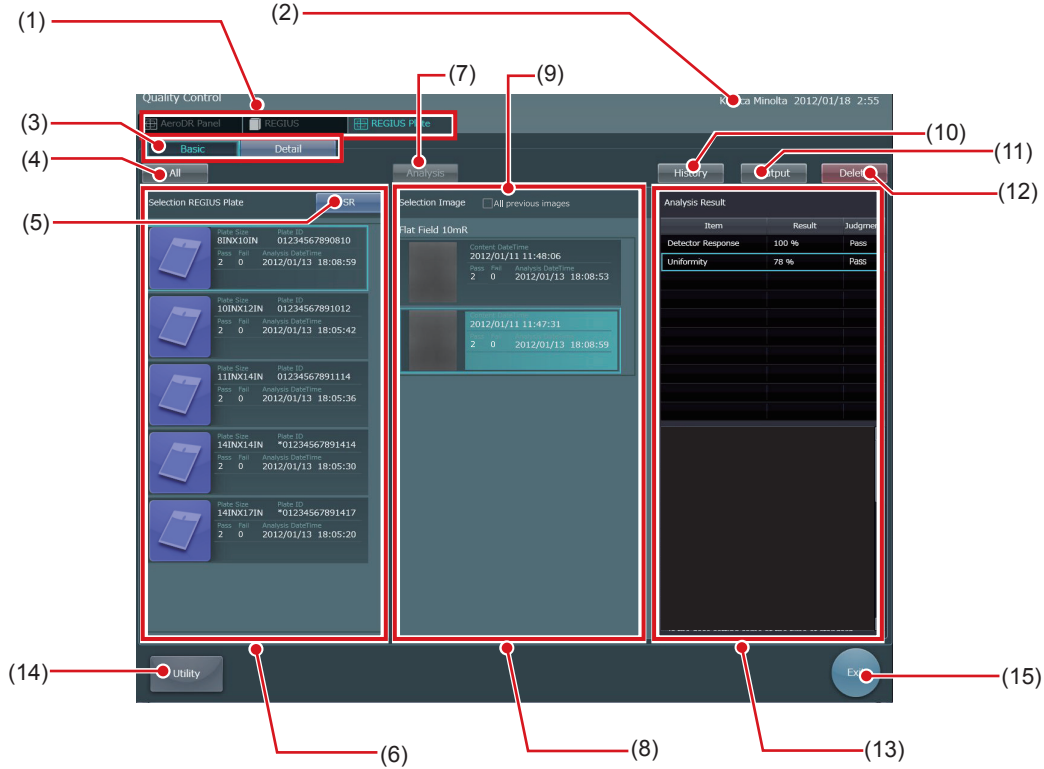 (1)
(2)
(7)
(9)
Quality Control
K ca Minolta 2012/01/18 2:55
(3)
AeroDR Panel REGIUS REGIUS Plate
(10)
Basic Detail
(11)
(4)
All Analysis History tput Delet
(12)
(5)
Selection REGIUS Plate SR
Selection Image All previous images
Analysis Result
Plate Size Plate ID
8INX10IN 01234567890810
Pass Fail Analysis DateTime
2 0 2012/01/13 18:08:59
Plate Size Plate ID
10INX12IN 01234567891012
Pass Fail Analysis DateTime
2 0 2012/01/13 18:05:42
Plate Size Plate ID
11INX14IN 01234567891114
Pass Fail Analysis DateTime
2 0 2012/01/13 18:05:36
Plate Size Plate ID
14INX14IN *01234567891414
Pass Fail Analysis DateTime
2 0 2012/01/13 18:05:30
Plate Size Plate ID
14INX17IN *01234567891417
Pass Fail Analysis DateTime
2 0 2012/01/13 18:05:20
Flat Field 10mR
Content DateTime
2012/01/11 11:48:06
Pass Fail Analysis DateTime
2 0 2012/01/13 18:08:53
2012/01/11 11:47:31
2 0 2012/01/13 18:08:59
Item Result Judgmen
Detector Response 100 % Pass
Uniformity 78 % Pass
(14)
Utility
Ex
(15)
(6)
(8)
(13)